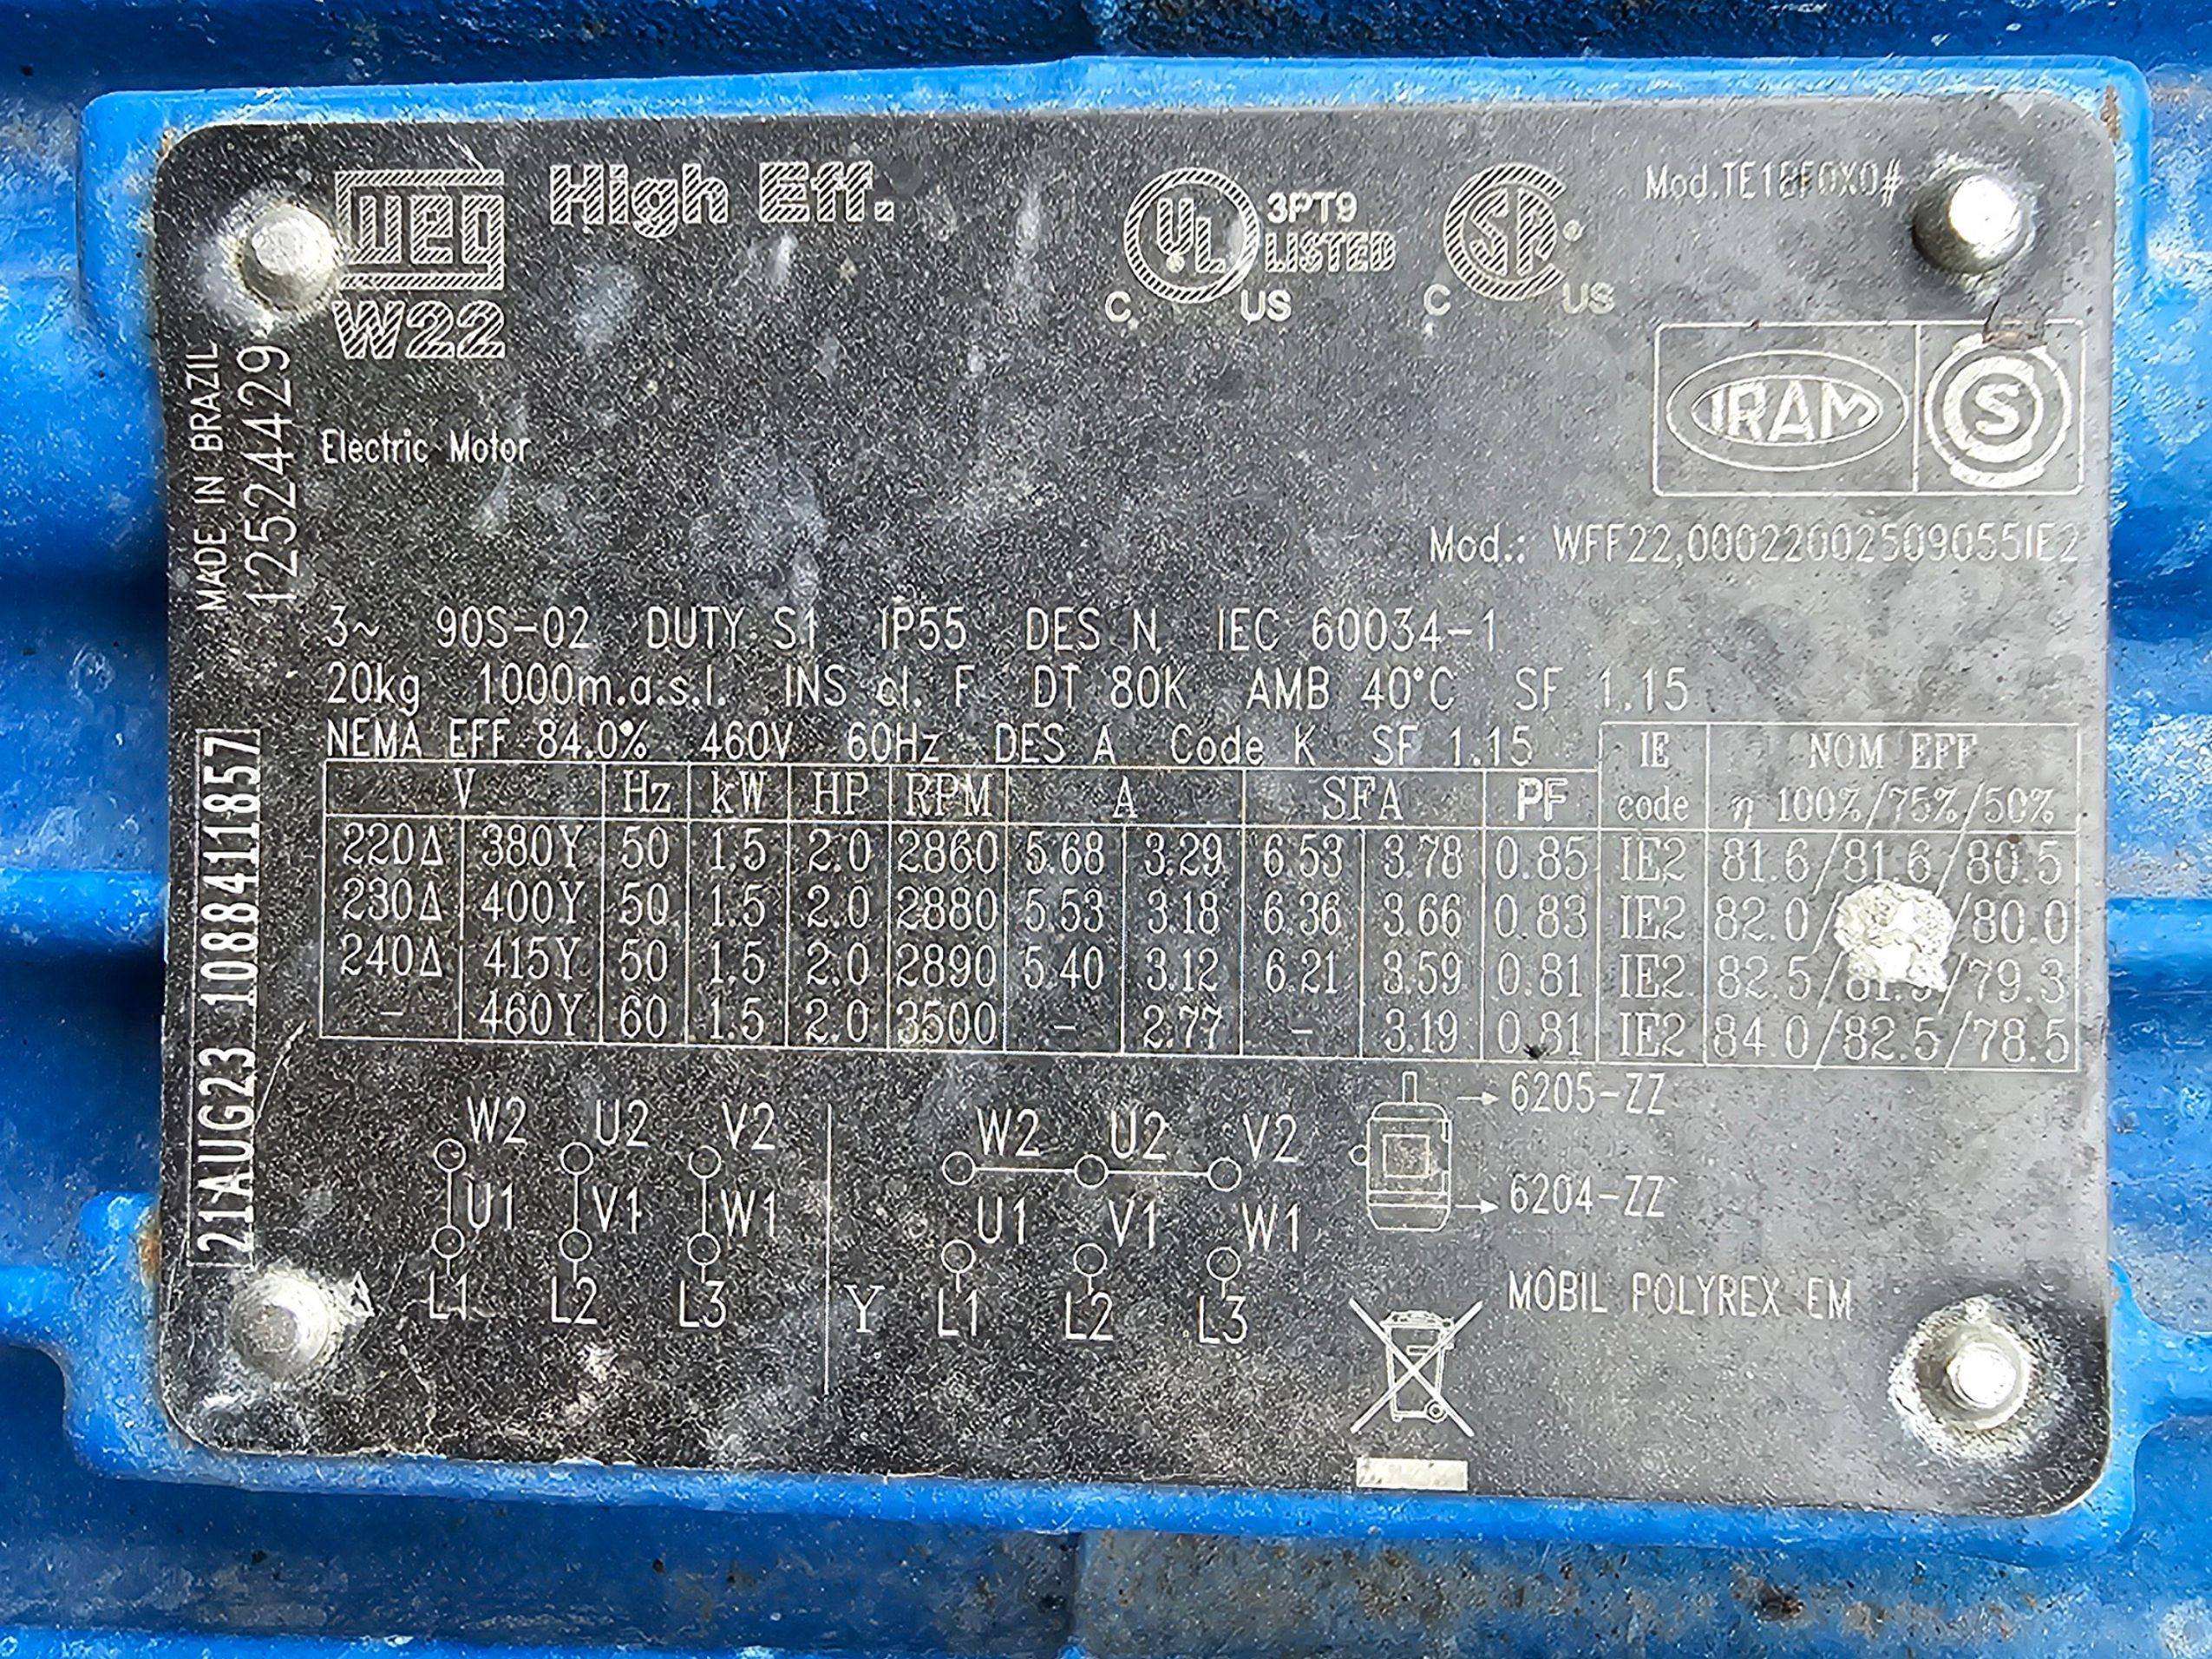 weg High Eff.
W22
C UL US 3PT9 LISTED
C SA US
Mod.TE1BF0X0#
IRAM S
MADE IN BRAZIL
12524429
Electric Motor
Mod.: WFF22,00022002509055IE2
3~ 90S-02 DUTY S1 IP55 DES N IEC 60034-1
20kg 1000m.a.s.l. INS cl. F DT 80K AMB 40°C SF 1.15
NEMA EFF 84.0% 460V 60Hz DES A Code K SF 1.15
V Hz kW HP RPM A SFA PF IE code NOM EFF η 100%/75%/50%
220Δ 380Y 50 1.5 2.0 2860 5.68 3.29 6.53 3.78 0.85 IE2 81.6/81.6/80.5
230Δ 400Y 50 1.5 2.0 2880 5.53 3.18 6.36 3.66 0.83 IE2 82.0/ /80.0
240Δ 415Y 50 1.5 2.0 2890 5.40 3.12 6.21 3.59 0.81 IE2 82.5/ /79.3
- 460Y 60 1.5 2.0 3500 - 2.77 - 3.19 0.81 IE2 84.0/82.5/78.5
21AUG23 1088411857
W2 U2 V2
U1 V1 W1
Δ L1 L2 L3
W2 U2 V2
U1 V1 W1
Y L1 L2 L3
6205-ZZ
6204-ZZ
MOBIL POLYREX EM